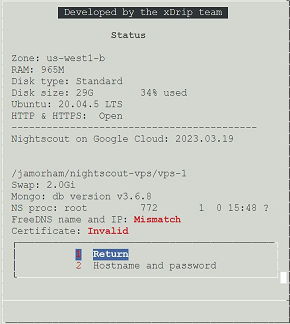 Developed by the xDrip team
Status
Zone: us-west1-b
RAM: 965M
Disk type: Standard
Disk size: 29G 34% used
Ubuntu: 20.04.5 LTS
HTTP & HTTPS: Open
------------------------------------------
Nightscout on Google Cloud: 2023.03.19
/jamorham/nightscout-vps/vps-1
Swap: 2.0Gi
Mongo: db version v3.6.8
NS proc: root 772 1 0 15:48 ?
FreeDNS name and IP: Mismatch
Certificate: Invalid
1 Return
2 Hostname and password